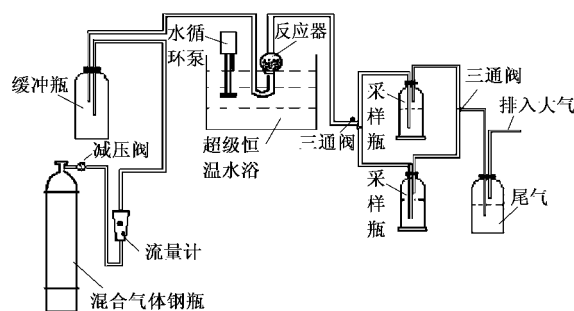 水循
环泵
反应器
缓冲瓶
减压阀
超级恒
温水浴
三通阀
采
样
瓶
三通阀
排入大气
采
样
瓶
尾气
流量计
混合气体钢瓶